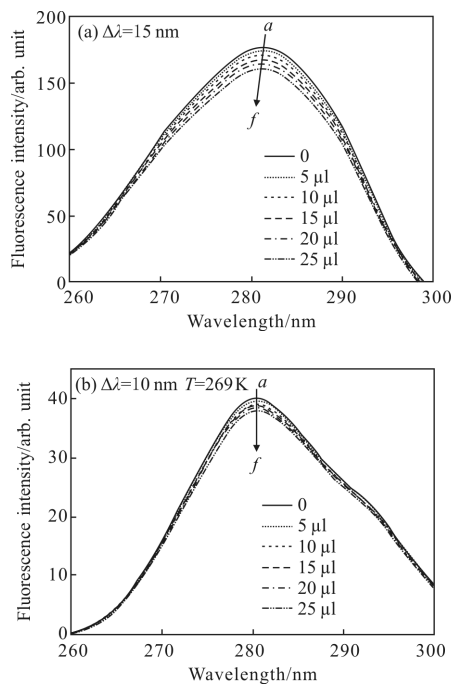 (a) Δλ=15 nm
a
f
0
5 µl
10 µl
15 µl
20 µl
25 µl
200
150
100
50
0
260
270
280
290
300
Fluorescence intensity/arb. unit
Wavelength/nm
(b) Δλ=10 nm T=269 K
a
f
0
5 µl
10 µl
15 µl
20 µl
25 µl
40
30
20
10
0
260
270
280
290
300
Fluorescence intensity/arb. unit
Wavelength/nm